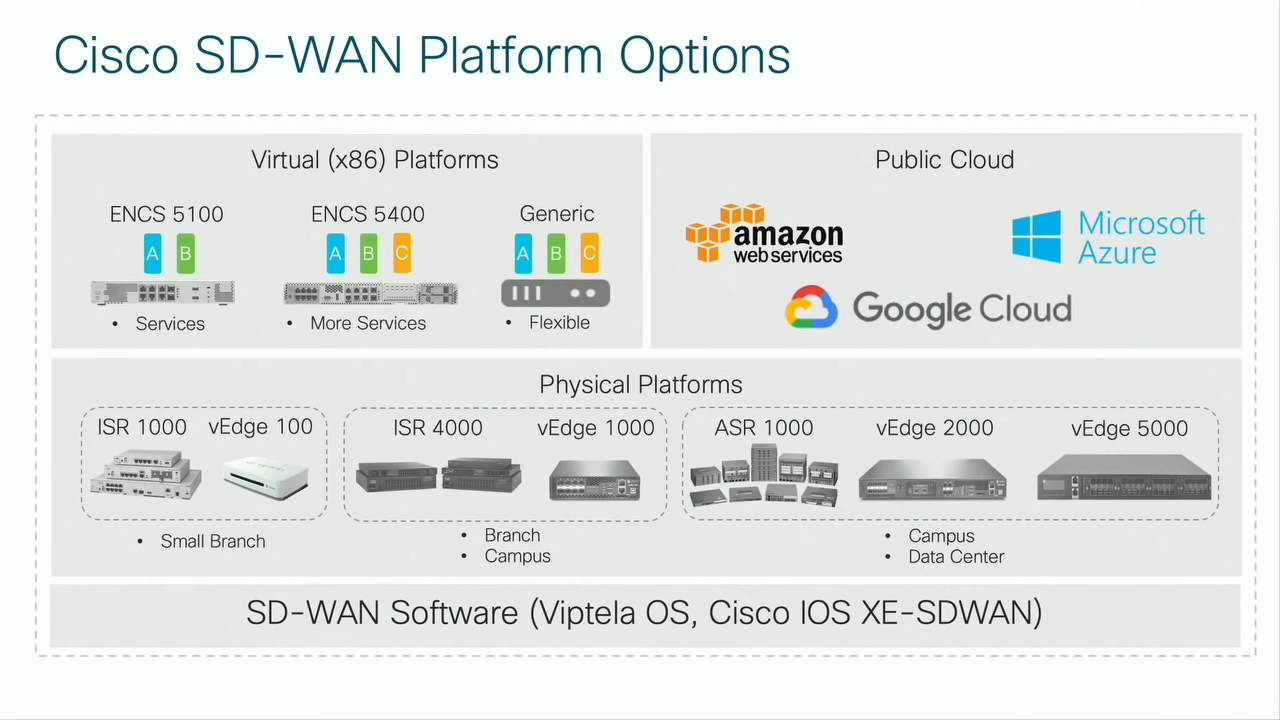 Cisco SD-WAN Platform Options
Virtual (x86) Platforms
ENCS 5100
A B
• Services
ENCS 5400
A B C
• More Services
Generic
A B C
• Flexible
Public Cloud
amazon
web services
Microsoft
Azure
Google Cloud
Physical Platforms
ISR 1000
vEdge 100
• Small Branch
ISR 4000
vEdge 1000
• Branch
• Campus
ASR 1000
vEdge 2000
vEdge 5000
• Campus
• Data Center
SD-WAN Software (Viptela OS, Cisco IOS XE-SDWAN)